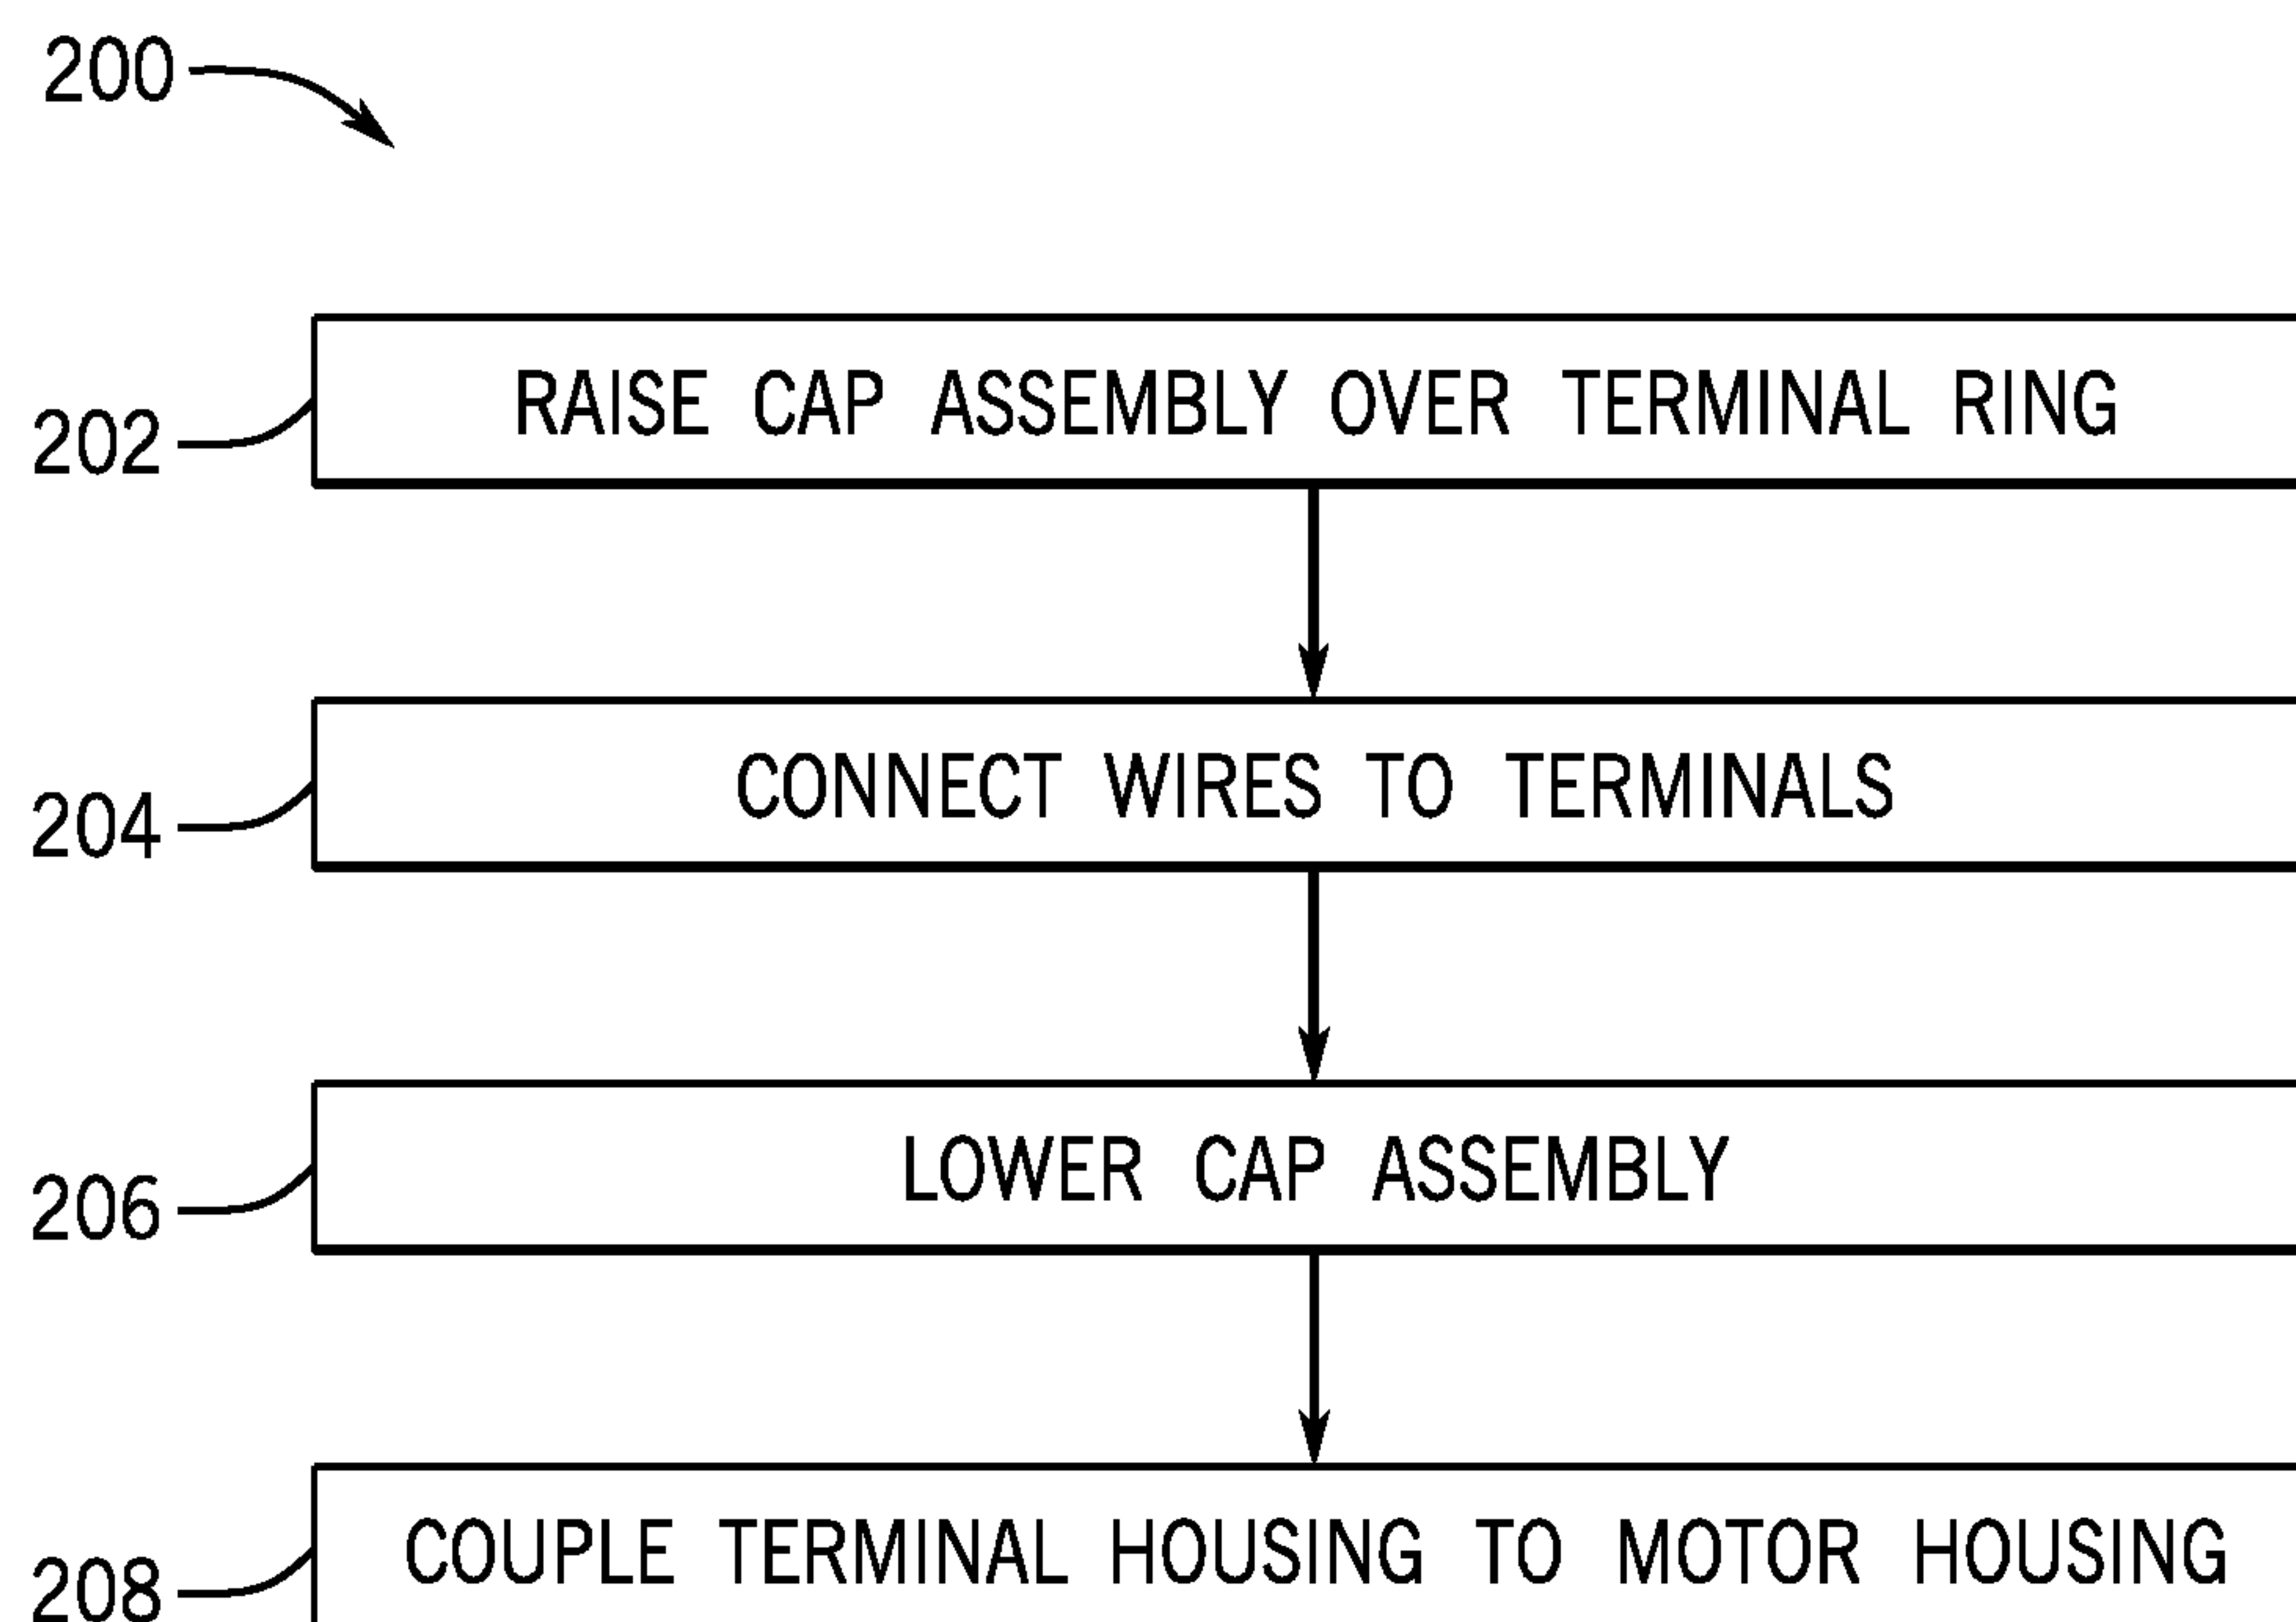 200
RAISE CAP ASSEMBLY OVER TERMINAL RING
202
CONNECT WIRES TO TERMINALS
204
LOWER CAP ASSEMBLY
206
COUPLE TERMINAL HOUSING TO MOTOR HOUSING
208